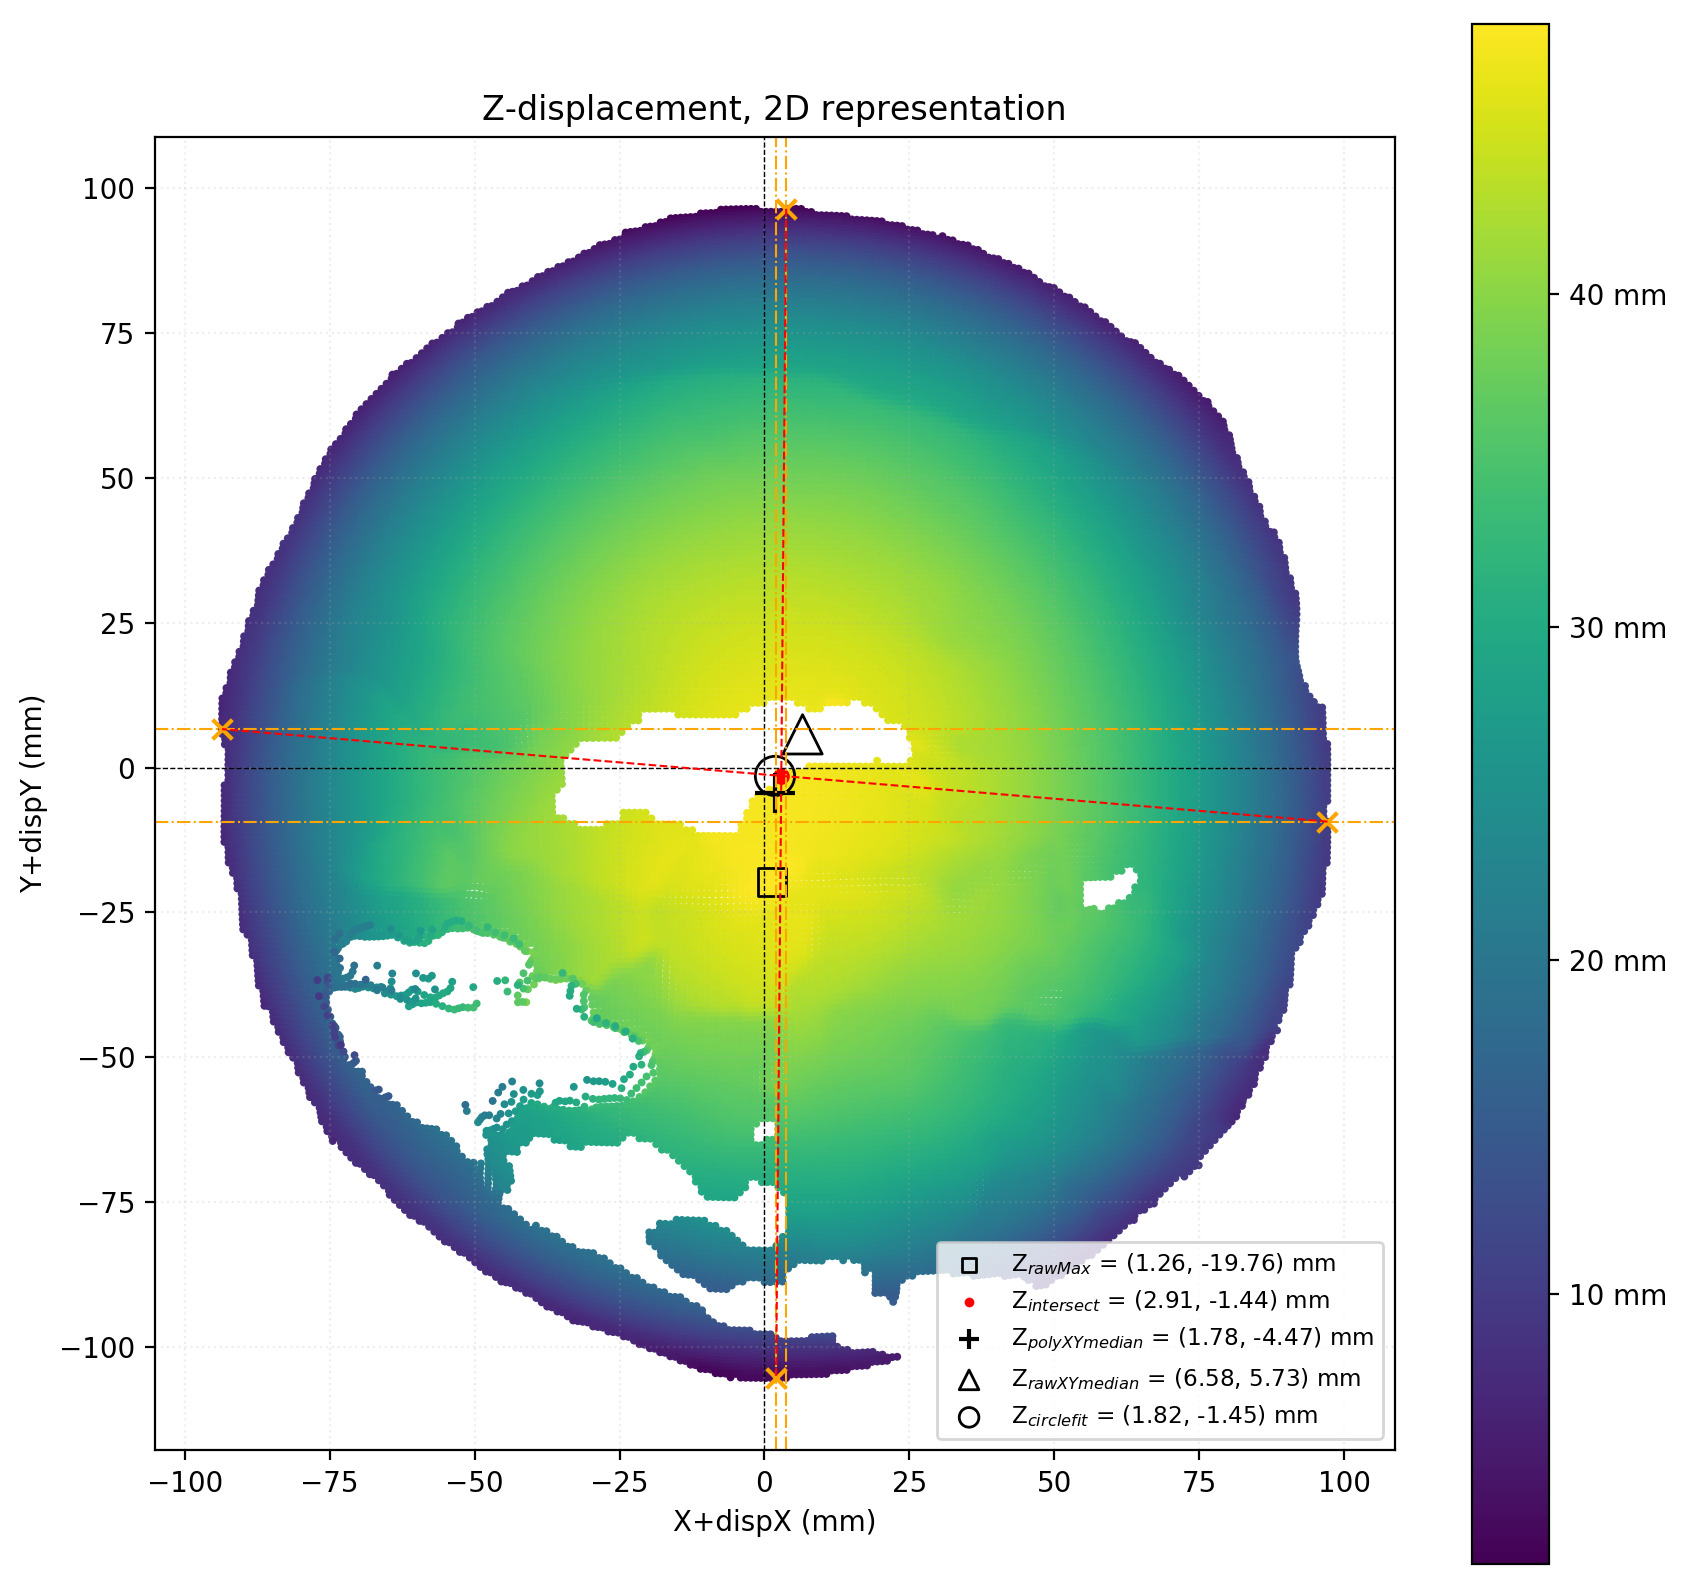 Z-displacement, 2D representation
40 mm
30 mm
20 mm
10 mm
100
75
50
25
0
−25
−50
−75
−100
Y+dispY (mm)
Z_rawMax = (1.26, -19.76) mm
Z_intersect = (2.91, -1.44) mm
Z_polyXYmedian = (1.78, -4.47) mm
Z_rawXYmedian = (6.58, 5.73) mm
Z_circlefit = (1.82, -1.45) mm
−100 −75 −50 −25 0 25 50 75 100
X+dispX (mm)